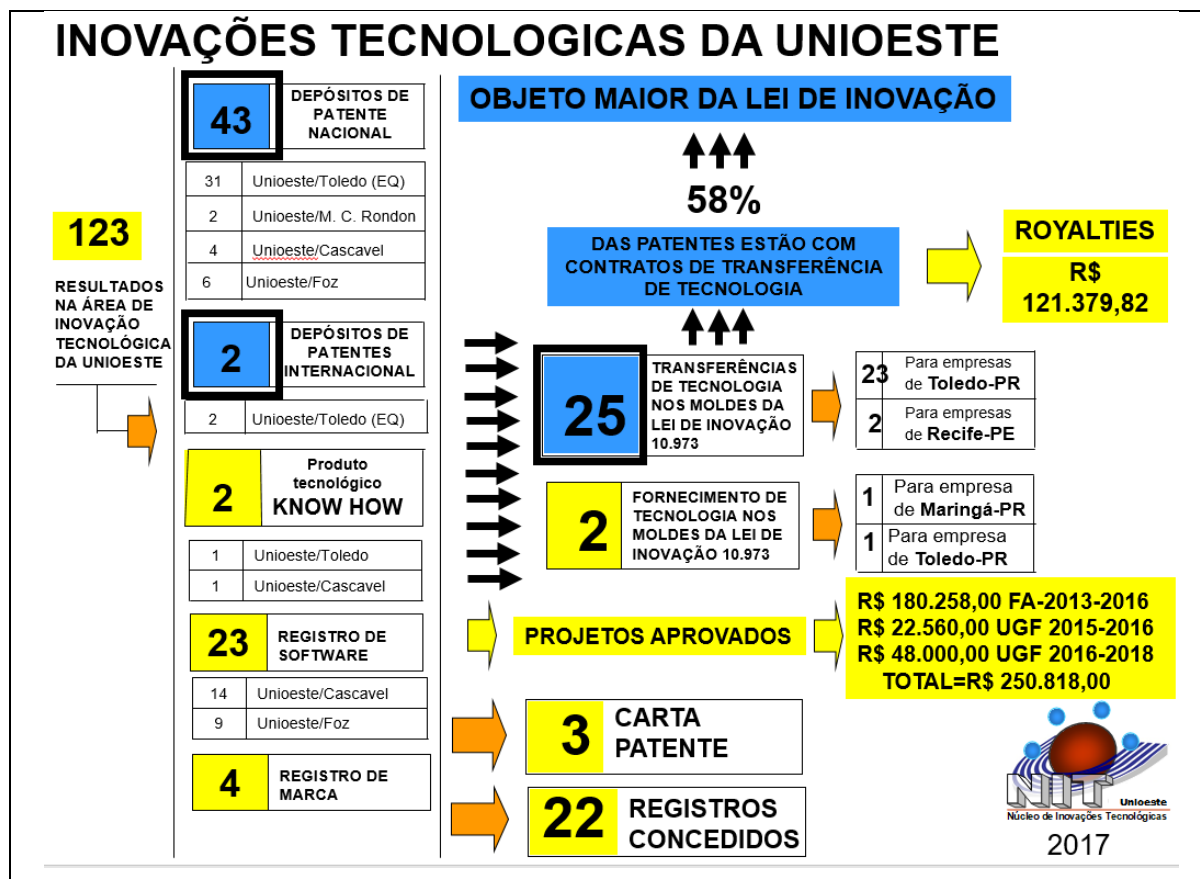 INOVAÇÕES TECNOLOGICAS DA UNIOESTE
123
RESULTADOS
NA ÁREA DE
INOVAÇÃO
TECNOLÓGICA
DA UNIOESTE
43
DEPÓSITOS DE
PATENTE
NACIONAL
31 Unioeste/Toledo (EQ)
2 Unioeste/M. C. Rondon
4 Unioeste/Cascavel
6 Unioeste/Foz
2
DEPÓSITOS DE
PATENTES
INTERNACIONAL
2 Unioeste/Toledo (EQ)
2
Produto
tecnológico
KNOW HOW
1 Unioeste/Toledo
1 Unioeste/Cascavel
23
REGISTRO DE
SOFTWARE
14 Unioeste/Cascavel
9 Unioeste/Foz
4
REGISTRO DE
MARCA
OBJETO MAIOR DA LEI DE INOVAÇÃO
58%
DAS PATENTES ESTÃO COM
CONTRATOS DE TRANSFERÊNCIA
DE TECNOLOGIA
ROYALTIES
R$
121.379,82
25
TRANSFERÊNCIAS
DE TECNOLOGIA
NOS MOLDES DA
LEI DE INOVAÇÃO
10.973
23 Para empresas
de Toledo-PR
2 Para empresas
de Recife-PE
2
FORNECIMENTO DE
TECNOLOGIA NOS
MOLDES DA LEI DE
INOVAÇÃO 10.973
1 Para empresa
de Maringá-PR
1 Para empresa
de Toledo-PR
PROJETOS APROVADOS
R$ 180.258,00 FA-2013-2016
R$ 22.560,00 UGF 2015-2016
R$ 48.000,00 UGF 2016-2018
TOTAL=R$ 250.818,00
3
CARTA
PATENTE
22
REGISTROS
CONCEDIDOS
NIT
Unioeste
Núcleo de Inovações Tecnológicas
2017